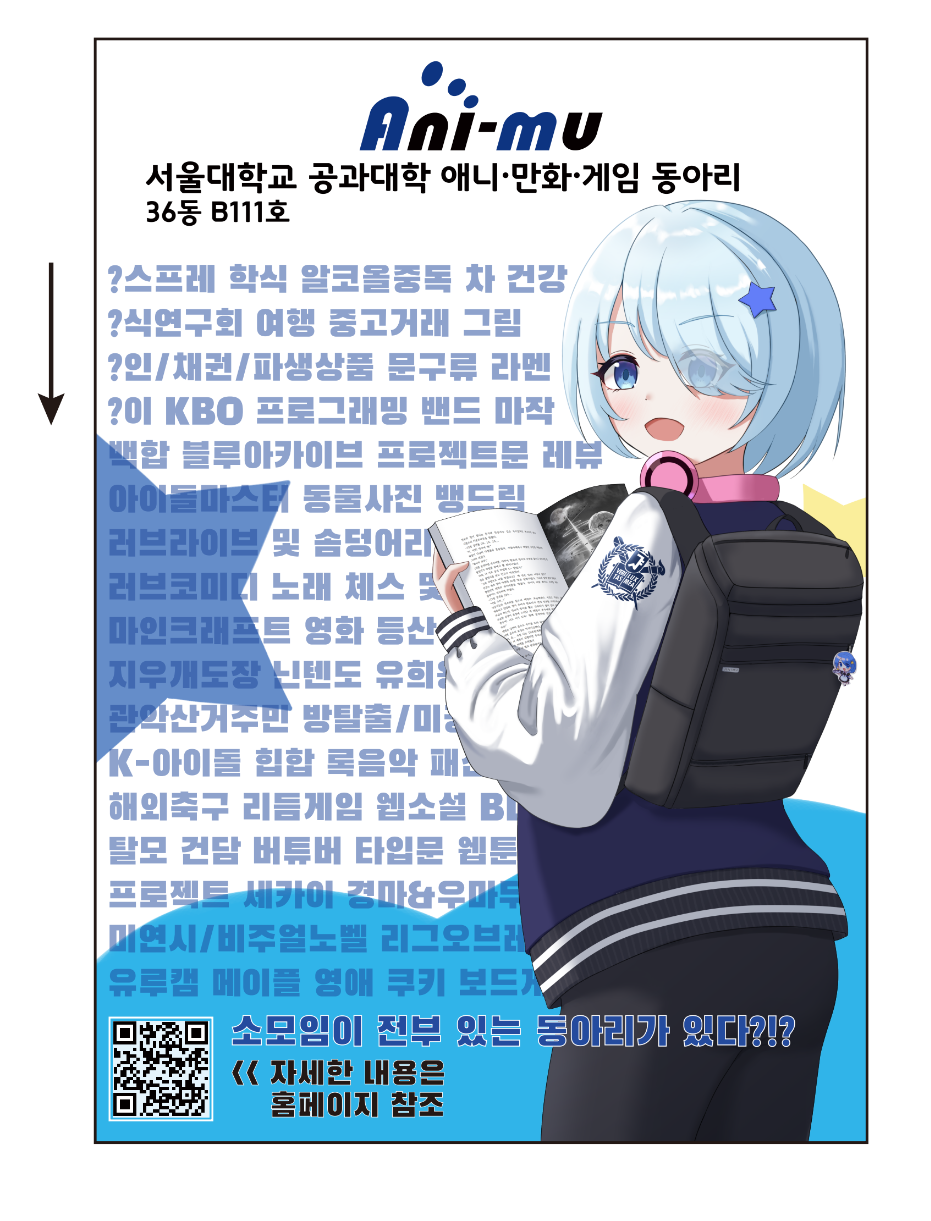 Ani-mu
서울대학교 공과대학 애니·만화·게임 동아리
36동 B111호
?스프레 학식 알코올중독 차 건강
?식연구회 여행 중고거래 그림
?인/채권/파생상품 문구류 라멘
?이 KBO 프로그래밍 밴드 마작
백합 블루아카이브 프로젝트문 레뷰
아이돌마스터 동물사진 뱅드림
러브라이브 및 솜덩어리
러브코미디 노래 체스 및
마인크래프트 영화 등산
지우개도장 닌텐도 유희왕
관악산거주민 방탈출/미궁
K-아이돌 힙합 록음악 패션
해외축구 리듬게임 웹소설 BL
탈모 건담 버튜버 타입문 웹툰
프로젝트 세카이 경마&우마무
미연시/비주얼노벨 리그오브레
유루캠 메이플 영애 쿠키 보드게
소모임이 전부 있는 동아리가 있다?!?
<< 자세한 내용은
홈페이지 참조